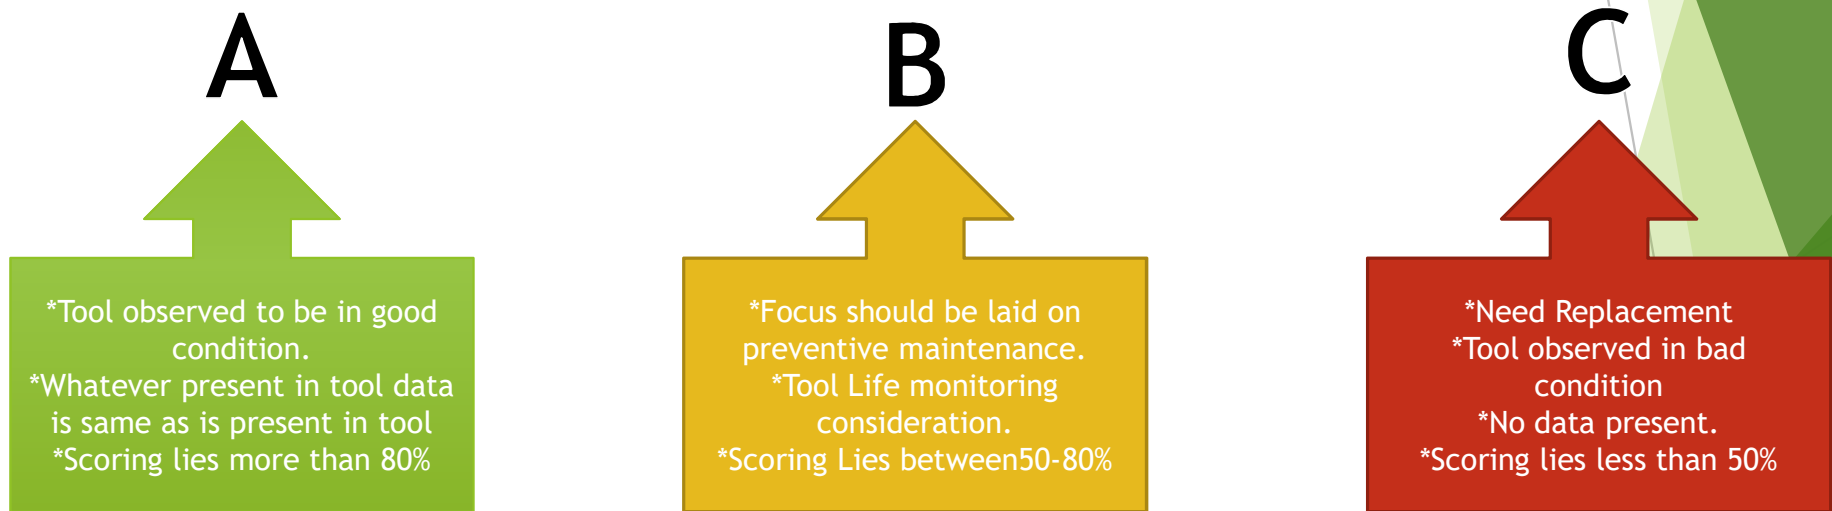 A
*Tool observed to be in good
condition.
*Whatever present in tool data
is same as is present in tool
*Scoring lies more than 80%
B
*Focus should be laid on
preventive maintenance.
*Tool Life monitoring
consideration.
*Scoring Lies between50-80%
C
*Need Replacement
*Tool observed in bad
condition
*No data present.
*Scoring lies less than 50%